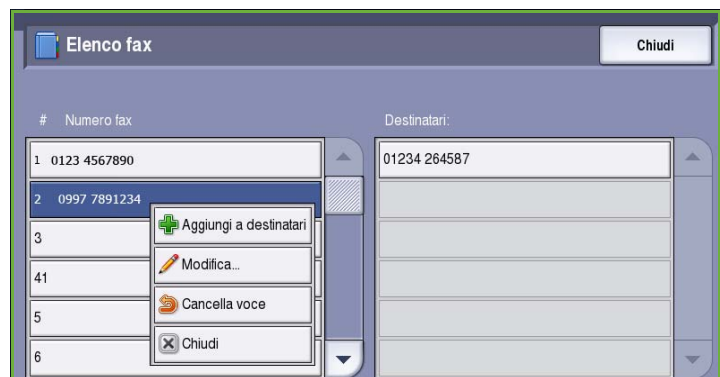 Elenco fax
Chiudi
# Numero fax
Destinatari:
1 0123 4567890
01234 264587
2 0997 7891234
Aggiungi a destinatari
3
Modifica...
41
Cancella voce
5
Chiudi
6